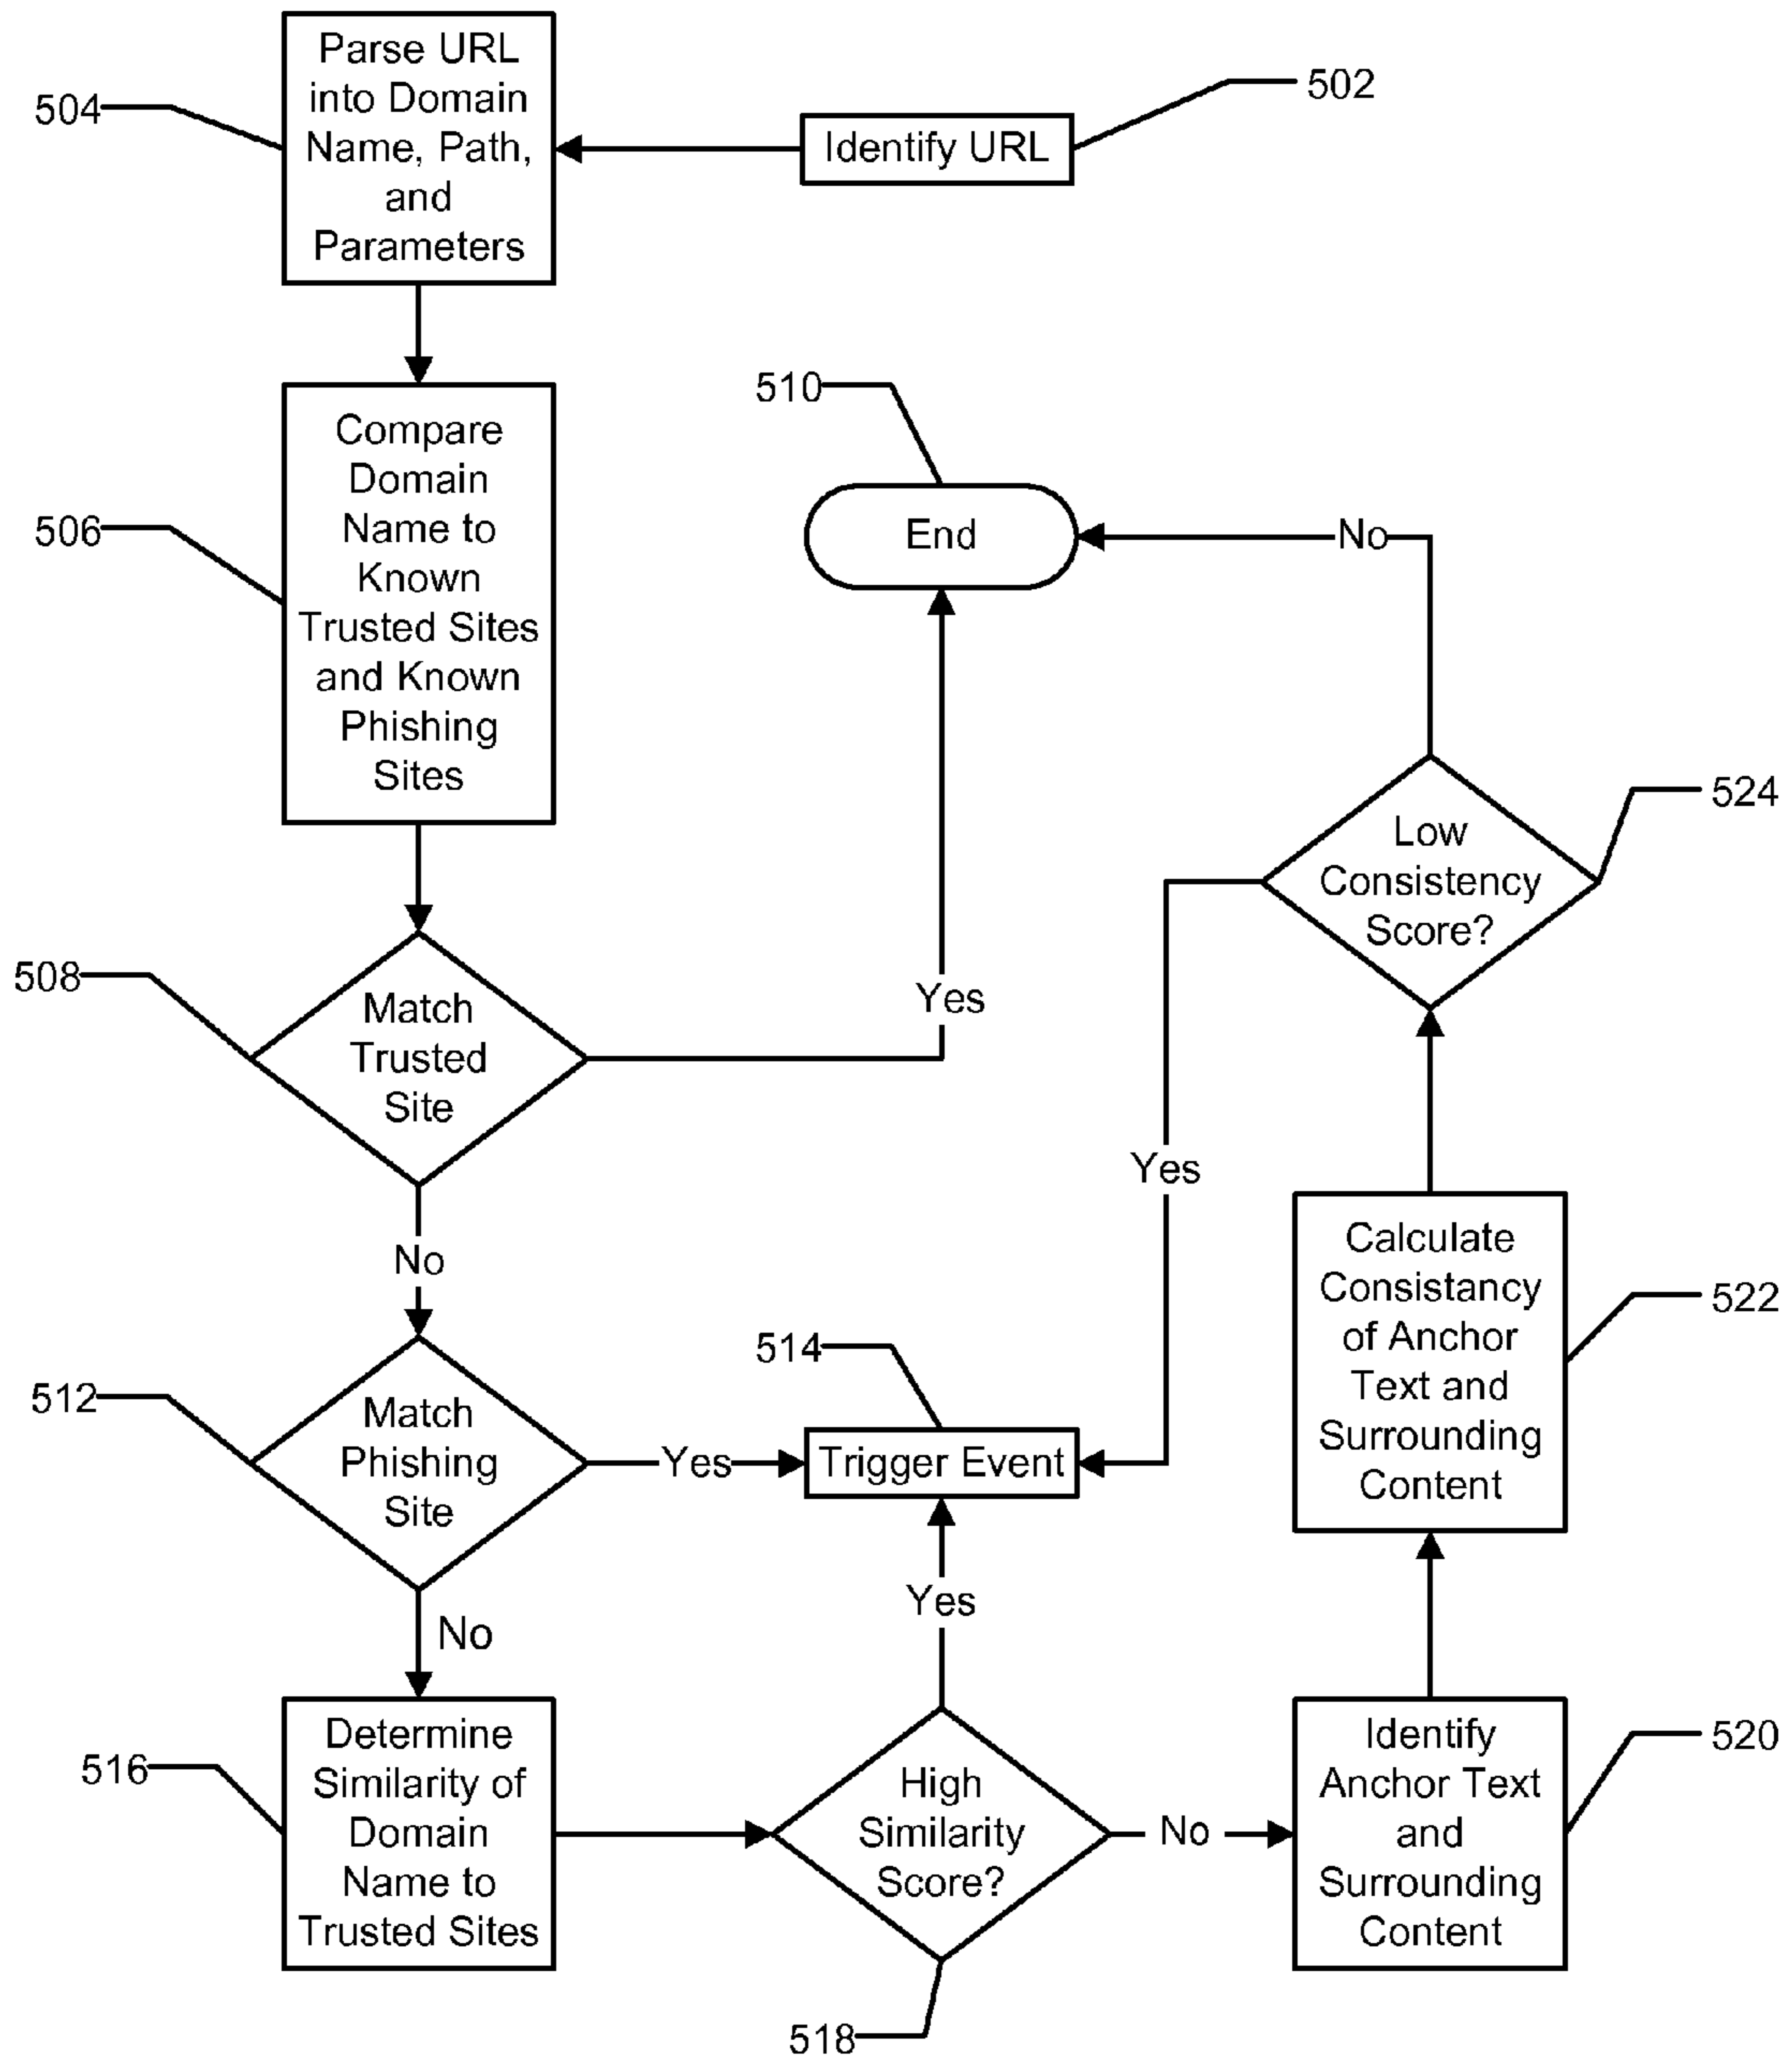 502
Identify URL
504
Parse URL
into Domain
Name, Path,
and
Parameters
506
Compare
Domain
Name to
Known
Trusted Sites
and Known
Phishing
Sites
508
Match
Trusted
Site
Yes
510
End
No
512
Match
Phishing
Site
Yes
514
Trigger Event
No
516
Determine
Similarity of
Domain
Name to
Trusted Sites
518
High
Similarity
Score?
Yes
No
520
Identify
Anchor Text
and
Surrounding
Content
522
Calculate
Consistancy
of Anchor
Text and
Surrounding
Content
524
Low
Consistency
Score?
Yes
No